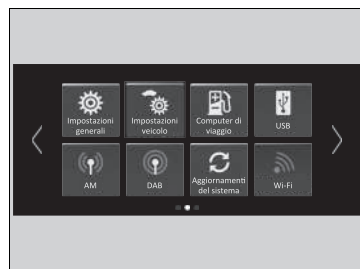 Impostazioni
generali
Impostazioni
veicolo
Computer di
viaggio
USB
AM
DAB
Aggiornamenti
del sistema
Wi-Fi